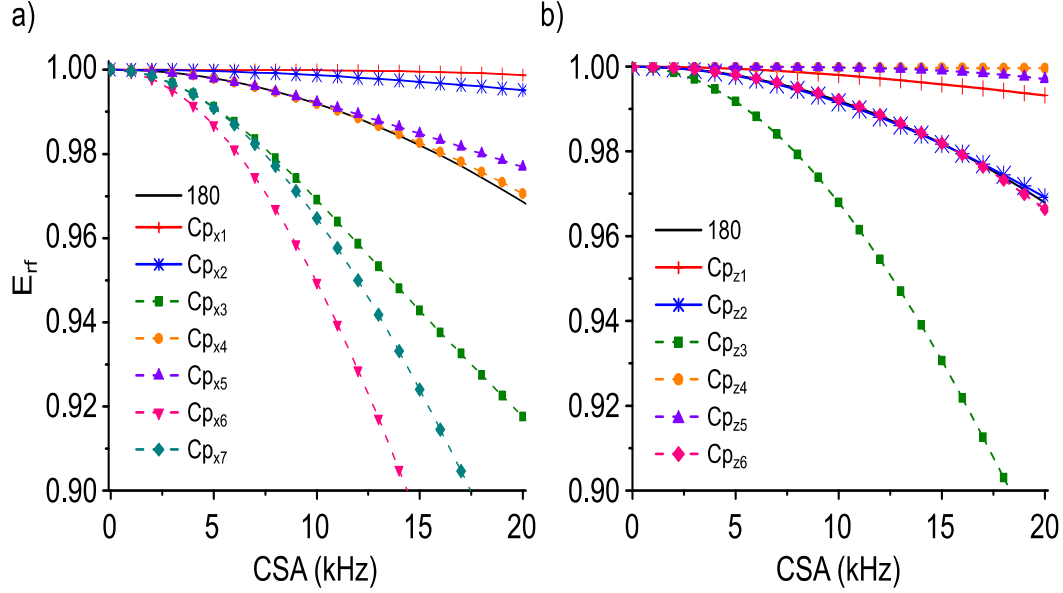 a)
E_rf
1.00
0.98
0.96
0.94
0.92
0.90
0 5 10 15 20
CSA (kHz)
180
Cp_x1
Cp_x2
Cp_x3
Cp_x4
Cp_x5
Cp_x6
Cp_x7
b)
1.00
0.98
0.96
0.94
0.92
0.90
0 5 10 15 20
CSA (kHz)
180
Cp_z1
Cp_z2
Cp_z3
Cp_z4
Cp_z5
Cp_z6